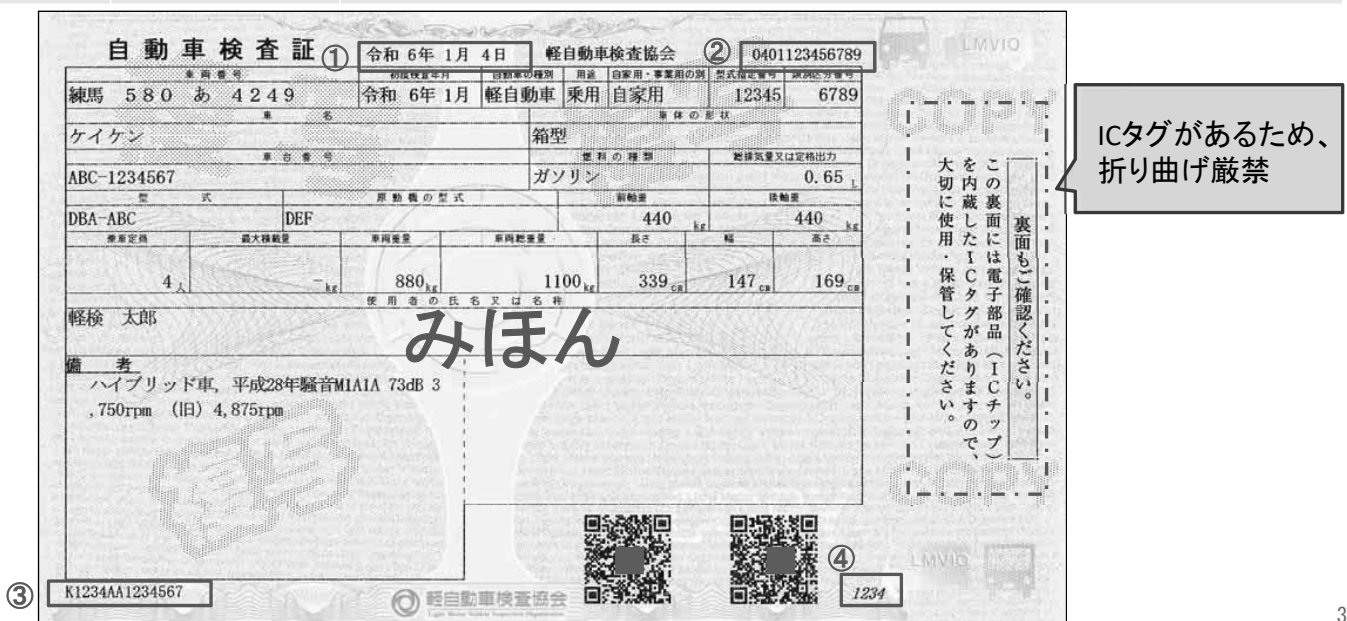 自動車検査証
① 令和 6年 1月 4日 軽自動車検査協会 ② 0401123456789
LMVIO
車両番号 初度検査年月 自動車の種別 用途 自家用・事業用の別 型式指定番号 類別区分番号
練馬 580 あ 4249 令和 6年 1月 軽自動車 乗用 自家用 12345 6789
車名 車体の形状
ケイケン 箱型
車台番号 燃料の種類 総排気量又は定格出力
ABC-1234567 ガソリン 0.65 L
型式 原動機の型式 前軸重 後軸重
DBA-ABC DEF 440 kg 440 kg
乗車定員 最大積載量 車両重量 車両総重量 長さ 幅 高さ
4人 -kg 880kg 1100kg 339cm 147cm 169cm
使用者の氏名又は名称
軽検 太郎
みほん
備考
ハイブリッド車, 平成28年騒音M1A1A 73dB 3
,750rpm (旧) 4,875rpm
複写
COPY
裏面もご確認ください。
この裏面には電子部品(ICチップ)
を内蔵したICタグがありますので、
大切に使用・保管してください。
COPY
ICタグがあるため、
折り曲げ厳禁
LMVIO
④
1234
③ K1234AA1234567
軽自動車検査協会
Light Motor Vehicle Inspection Organization
3